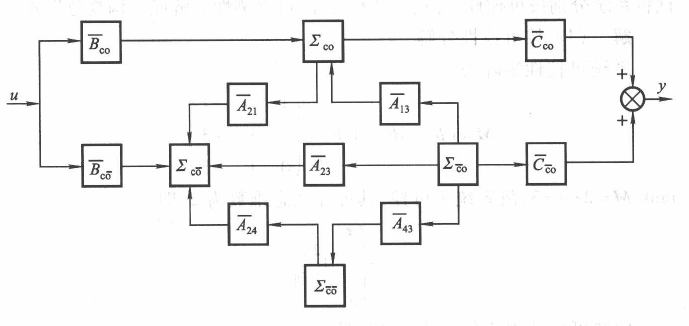 B̄co Σco C̄co
+
Ā21 Ā13
u y
+
B̄cō Σcō Ā23 Σc̄o C̄c̄o
Ā24 Ā43
Σc̄ō